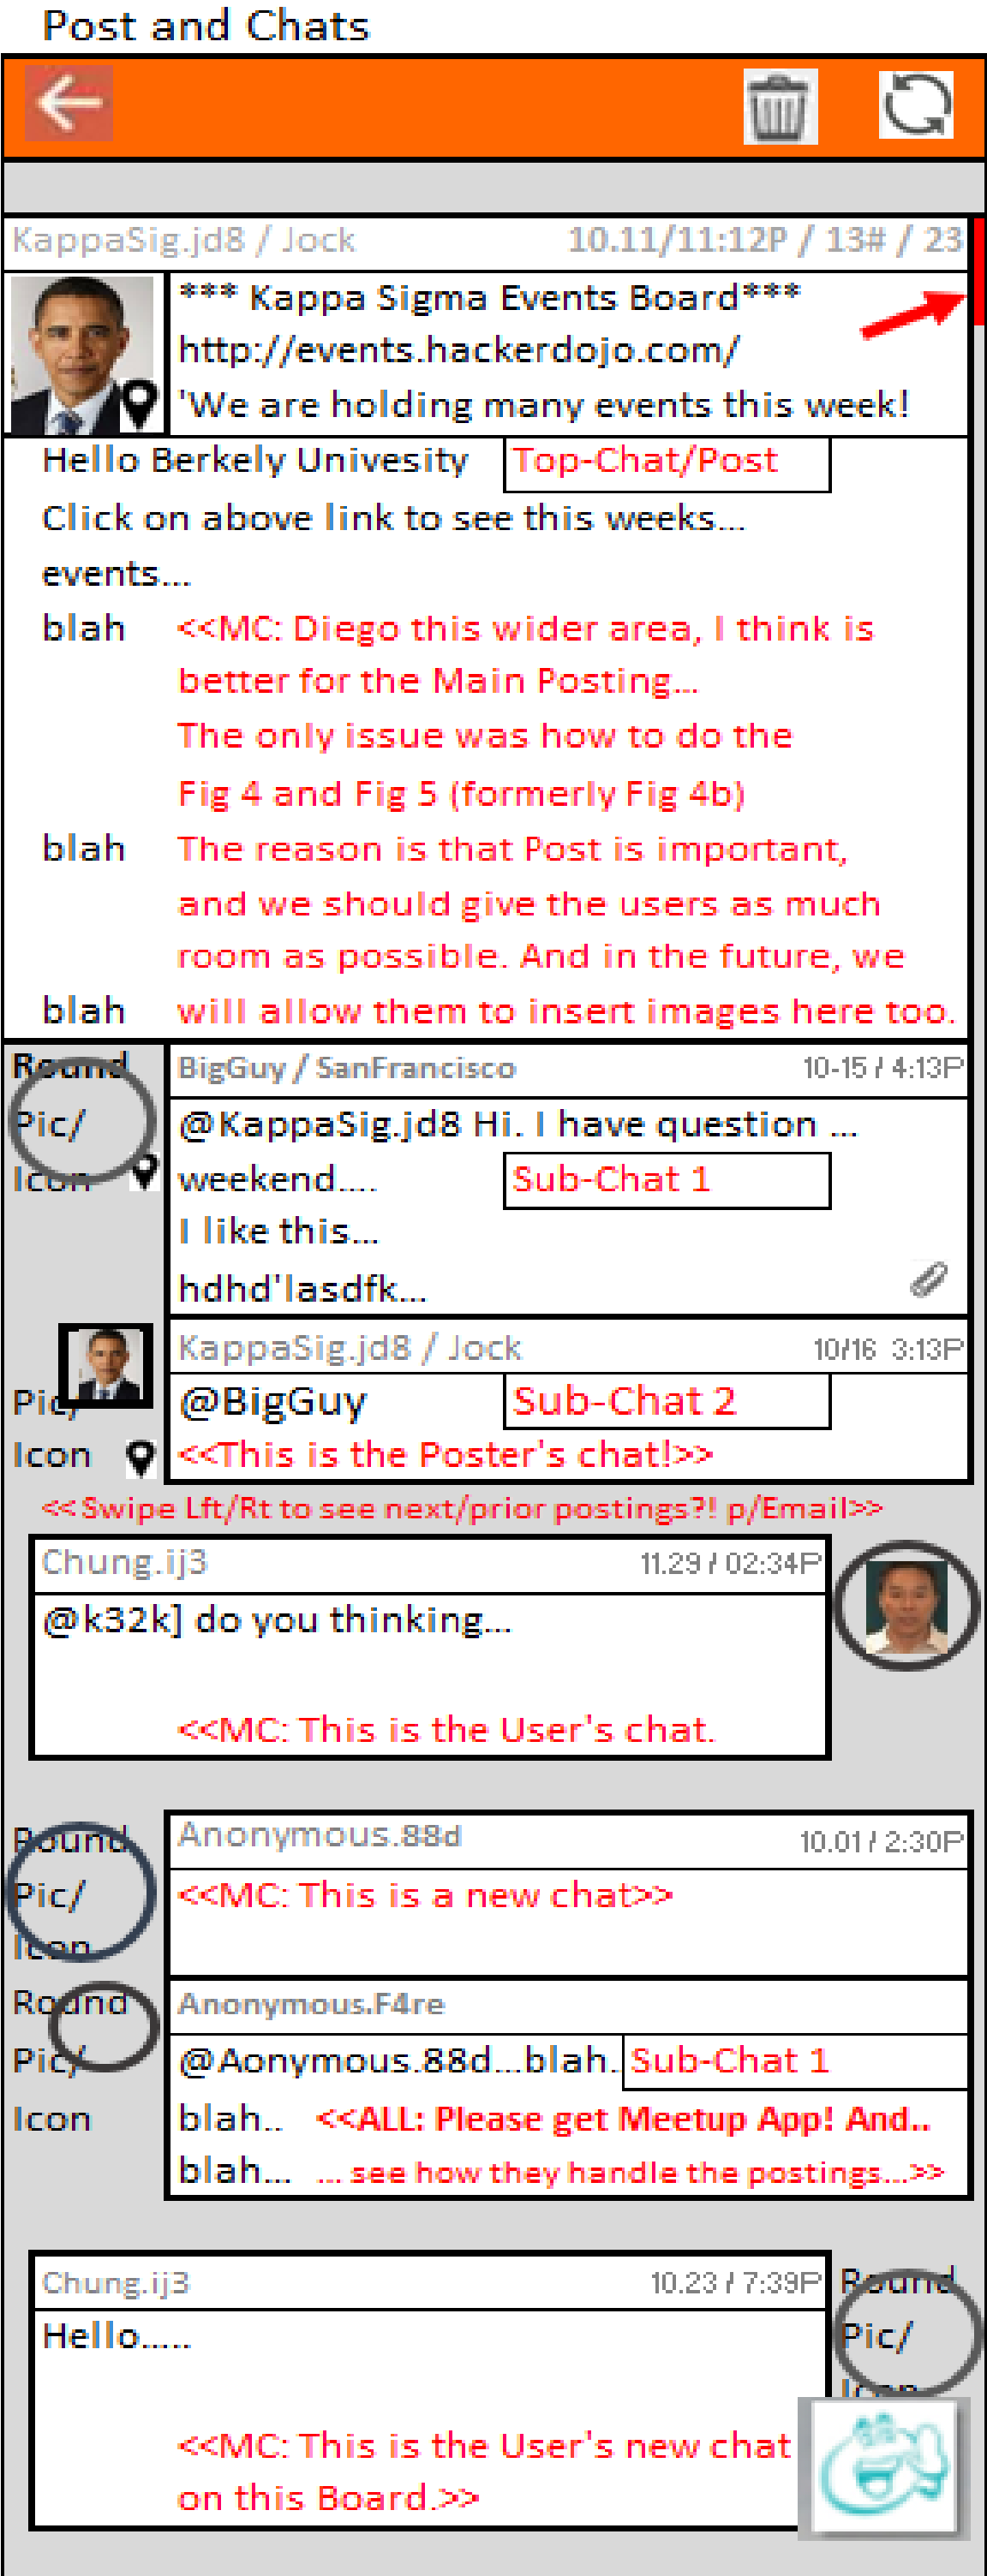 Post and Chats
KappaSig.jd8 / Jock 10.11/11:12P / 13# / 23
*** Kappa Sigma Events Board***
http://events.hackerdojo.com/
'We are holding many events this week!
Hello Berkely Univesity Top-Chat/Post
Click on above link to see this weeks...
events...
blah <<MC: Diego this wider area, I think is
better for the Main Posting...
The only issue was how to do the
Fig 4 and Fig 5 (formerly Fig 4b)
blah The reason is that Post is important,
and we should give the users as much
room as possible. And in the future, we
blah will allow them to insert images here too.
Round BigGuy / SanFrancisco 10-15 / 4:13P
Pic/ @KappaSig.jd8 Hi. I have question ...
Icon weekend.... Sub-Chat 1
I like this...
hdhd'lasdfk...
KappaSig.jd8 / Jock 10/16 3:13P
Pic/ @BigGuy Sub-Chat 2
Icon <<This is the Poster's chat!>>
<<Swipe Lft/Rt to see next/prior postings?! p/Email>>
Chung.ij3 11.29 / 02:34P
@k32k] do you thinking...
<<MC: This is the User's chat.
Round Anonymous.88d 10.01 / 2:30P
Pic/ <<MC: This is a new chat>>
Icon
Round Anonymous.F4re
Pic/ @Aonymous.88d...blah. Sub-Chat 1
Icon blah.. <<ALL: Please get Meetup App! And..
blah... ... see how they handle the postings...>>
Chung.ij3 10.23 / 7:39P Round
Hello..... Pic/
Icon
<<MC: This is the User's new chat
on this Board.>>